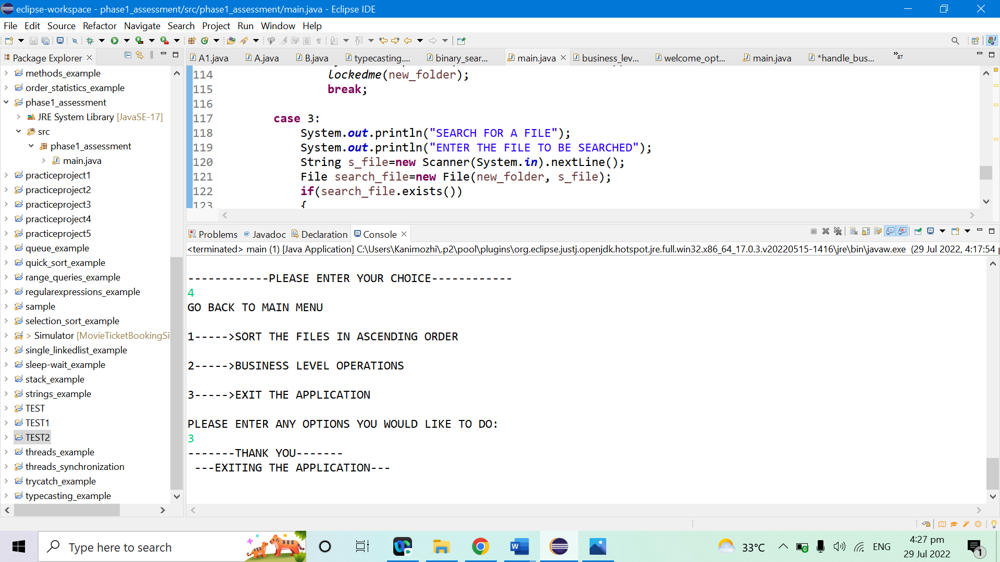 eclipse-workspace - phase1_assessment/src/phase1_assessment/main.java - Eclipse IDE
File Edit Source Refactor Navigate Search Project Run Window Help
Package Explorer
methods_example
order_statistics_example
phase1_assessment
JRE System Library [JavaSE-17]
src
phase1_assessment
main.java
practiceproject1
practiceproject2
practiceproject3
practiceproject4
practiceproject5
queue_example
quick_sort_example
range_queries_example
regularexpressions_example
sample
selection_sort_example
> Simulator [MovieTicketBookingSi
single_linkedlist_example
sleep-wait_example
stack_example
strings_example
TEST
TEST1
TEST2
threads_example
threads_synchronization
trycatch_example
typecasting_example
A1.java A.java B.java typecasting.... binary_sear... main.java business_lev... welcome_opt... main.java *handle_bus... »87
114 lockedme(new_folder);
115 break;
116
117 case 3:
118 System.out.println("SEARCH FOR A FILE");
119 System.out.println("ENTER THE FILE TO BE SEARCHED");
120 String s_file=new Scanner(System.in).nextLine();
121 File search_file=new File(new_folder, s_file);
122 if(search_file.exists())
123 {
Problems Javadoc Declaration Console
<terminated> main (1) [Java Application] C:\Users\Kanimozhi\.p2\pool\plugins\org.eclipse.justj.openjdk.hotspot.jre.full.win32.x86_64_17.0.3.v20220515-1416\jre\bin\javaw.exe (29 Jul 2022, 4:17:54 p
------------PLEASE ENTER YOUR CHOICE------------
4
GO BACK TO MAIN MENU
1----->SORT THE FILES IN ASCENDING ORDER
2----->BUSINESS LEVEL OPERATIONS
3----->EXIT THE APPLICATION
PLEASE ENTER ANY OPTIONS YOU WOULD LIKE TO DO:
3
-------THANK YOU-------
---EXITING THE APPLICATION---
Type here to search
33°C
ENG
4:27 pm
29 Jul 2022
1